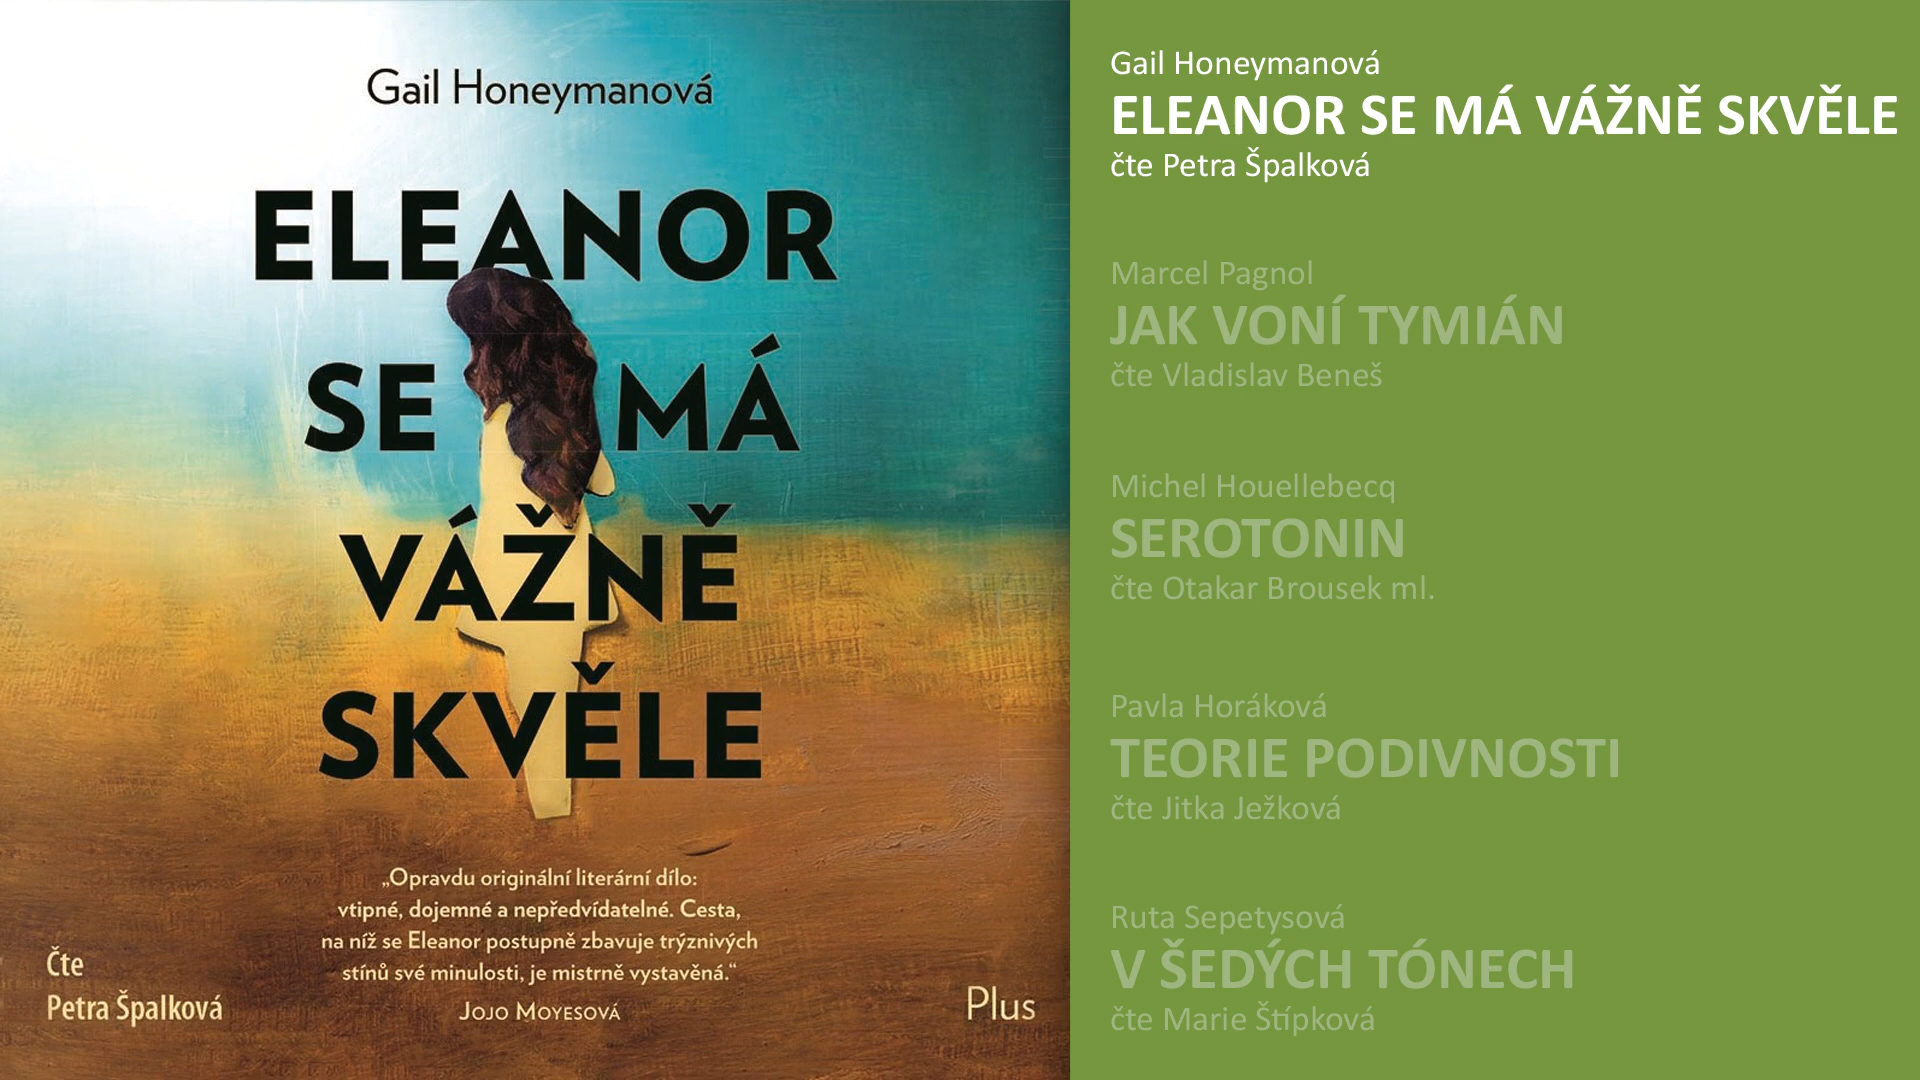 Gail Honeymanová
ELEANOR
SE MÁ
VÁŽNĚ
SKVĚLE
„Opravdu originální literární dílo:
vtipné, dojemné a nepředvídatelné. Cesta,
na níž se Eleanor postupně zbavuje trýznivých
stínů své minulosti, je mistrně vystavěná.“
JOJO MOYESOVÁ
Čte
Petra Špalková
Plus
Gail Honeymanová
ELEANOR SE MÁ VÁŽNĚ SKVĚLE
čte Petra Špalková
Marcel Pagnol
JAK VONÍ TYMIÁN
čte Vladislav Beneš
Michel Houellebecq
SEROTONIN
čte Otakar Brousek ml.
Pavla Horáková
TEORIE PODIVNOSTI
čte Jitka Ježková
Ruta Sepetysová
V ŠEDÝCH TÓNECH
čte Marie Štípková